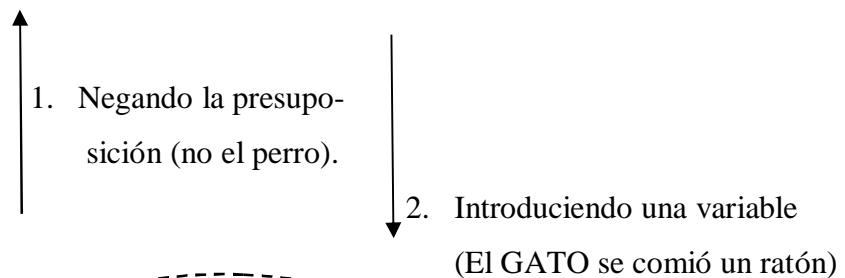 1. Negando la presupo-
sición (no el perro).
2. Introduciendo una variable
(El GATO se comió un ratón)